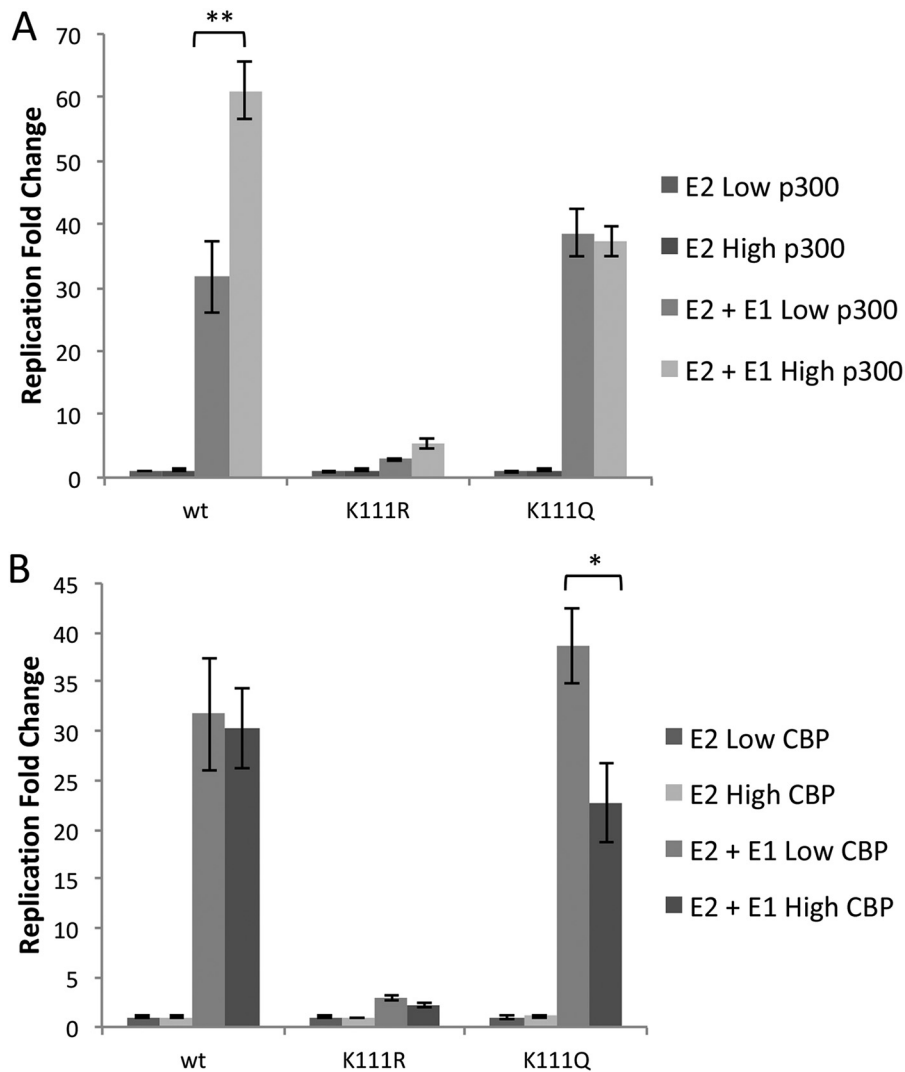 A
**
70
60
50
40
30
20
10
0
Replication Fold Change
wt
K111R
K111Q
E2 Low p300
E2 High p300
E2 + E1 Low p300
E2 + E1 High p300
B
*
45
40
35
30
25
20
15
10
5
0
Replication Fold Change
wt
K111R
K111Q
E2 Low CBP
E2 High CBP
E2 + E1 Low CBP
E2 + E1 High CBP